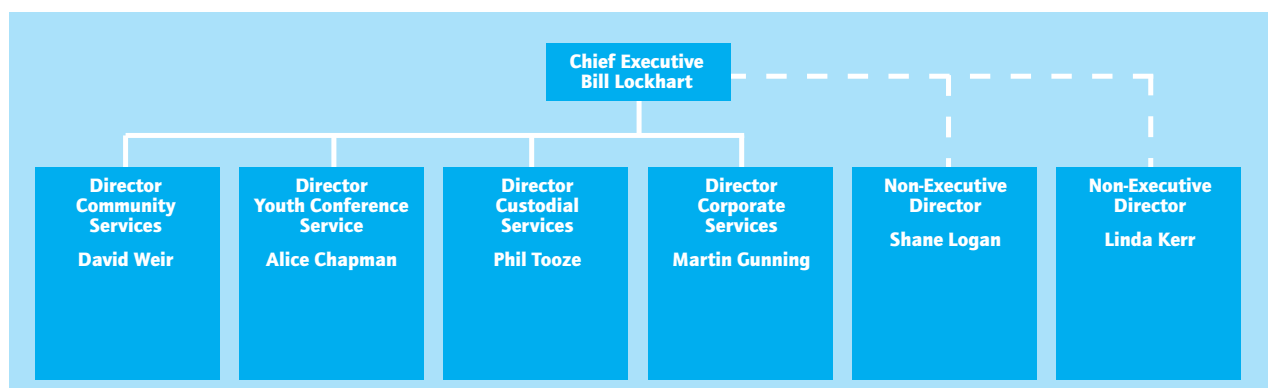 Chief Executive
Bill Lockhart
Director
Community
Services
David Weir
Director
Youth Conference
Service
Alice Chapman
Director
Custodial
Services
Phil Tooze
Director
Corporate
Services
Martin Gunning
Non-Executive
Director
Shane Logan
Non-Executive
Director
Linda Kerr